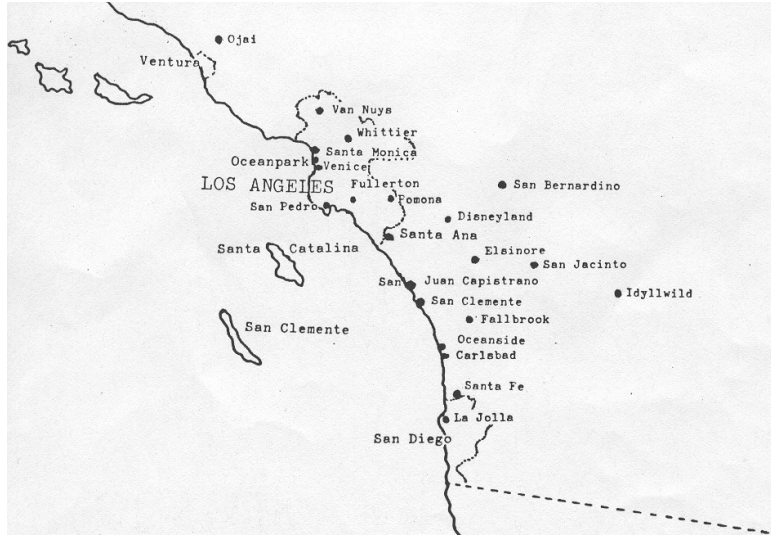 Ojai
Ventura
Van Nuys
Whittier
Santa Monica
Oceanpark
Venice
LOS ANGELES
Fullerton
San Bernardino
Pomona
San Pedro
Disneyland
Santa Ana
Santa Catalina
Elsinore
San Jacinto
San Juan Capistrano
Idyllwild
San Clemente
Fallbrook
San Clemente
Oceanside
Carlsbad
Santa Fe
La Jolla
San Diego